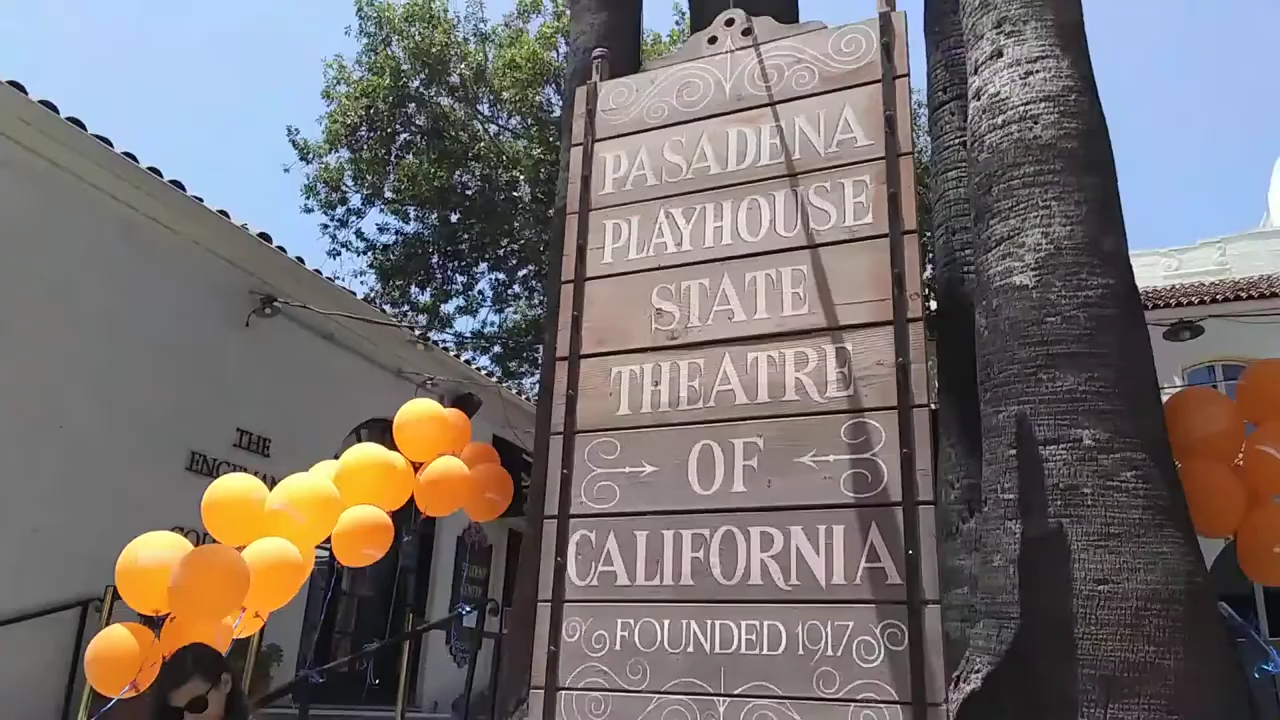 PASADENA
PLAYHOUSE
STATE
THEATRE
OF
CALIFORNIA
FOUNDED 1917
THE